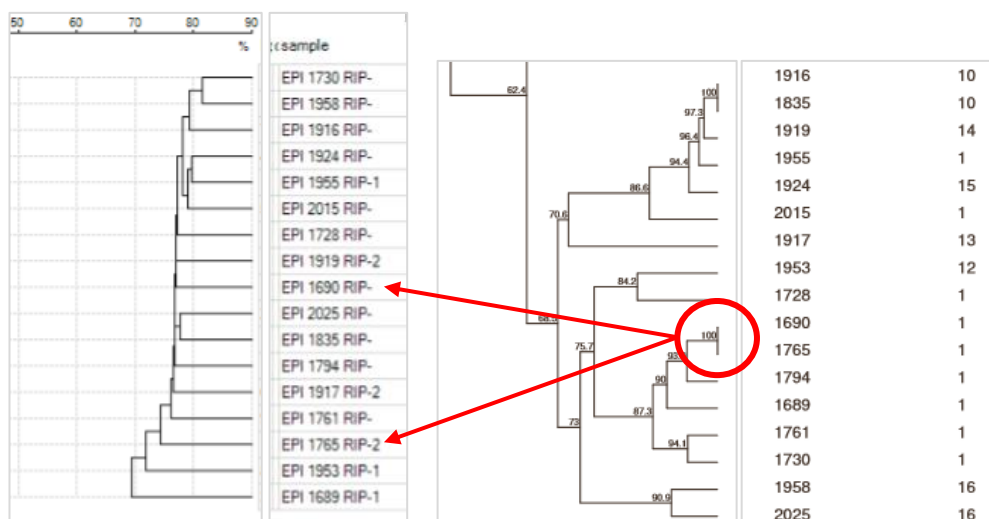 50 60 70 80 90
%
sample
EPI 1730 RIP-
EPI 1958 RIP-
EPI 1916 RIP-
EPI 1924 RIP-
EPI 1955 RIP-1
EPI 2015 RIP-
EPI 1728 RIP-
EPI 1919 RIP-2
EPI 1690 RIP-
EPI 2025 RIP-
EPI 1835 RIP-
EPI 1794 RIP-
EPI 1917 RIP-2
EPI 1761 RIP-
EPI 1765 RIP-2
EPI 1953 RIP-1
EPI 1689 RIP-1
62.4
100
97.3
96.4
94.4
86.6
70.6
84.2
68.5
100
75.7
93.
90
87.3
73
94.1
90.9
1916 10
1835 10
1919 14
1955 1
1924 15
2015 1
1917 13
1953 12
1728 1
1690 1
1765 1
1794 1
1689 1
1761 1
1730 1
1958 16
2025 16